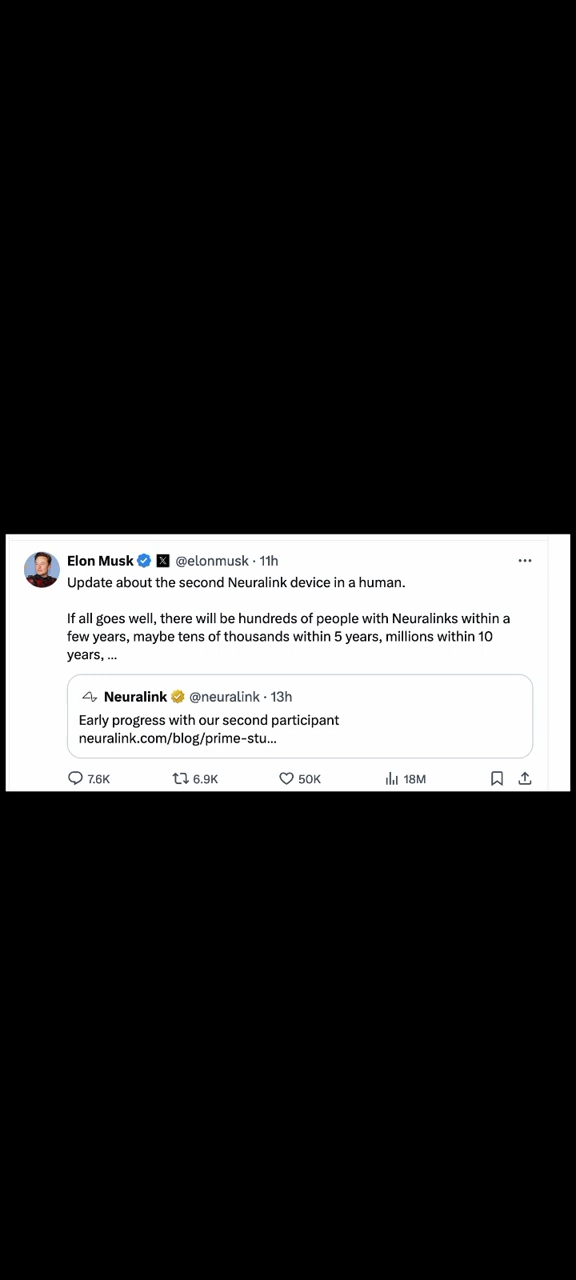 Elon Musk @elonmusk · 11h
Update about the second Neuralink device in a human.
If all goes well, there will be hundreds of people with Neuralinks within a
few years, maybe tens of thousands within 5 years, millions within 10
years, ...
Neuralink @neuralink · 13h
Early progress with our second participant
neuralink.com/blog/prime-stu...
7.6K 6.9K 50K 18M